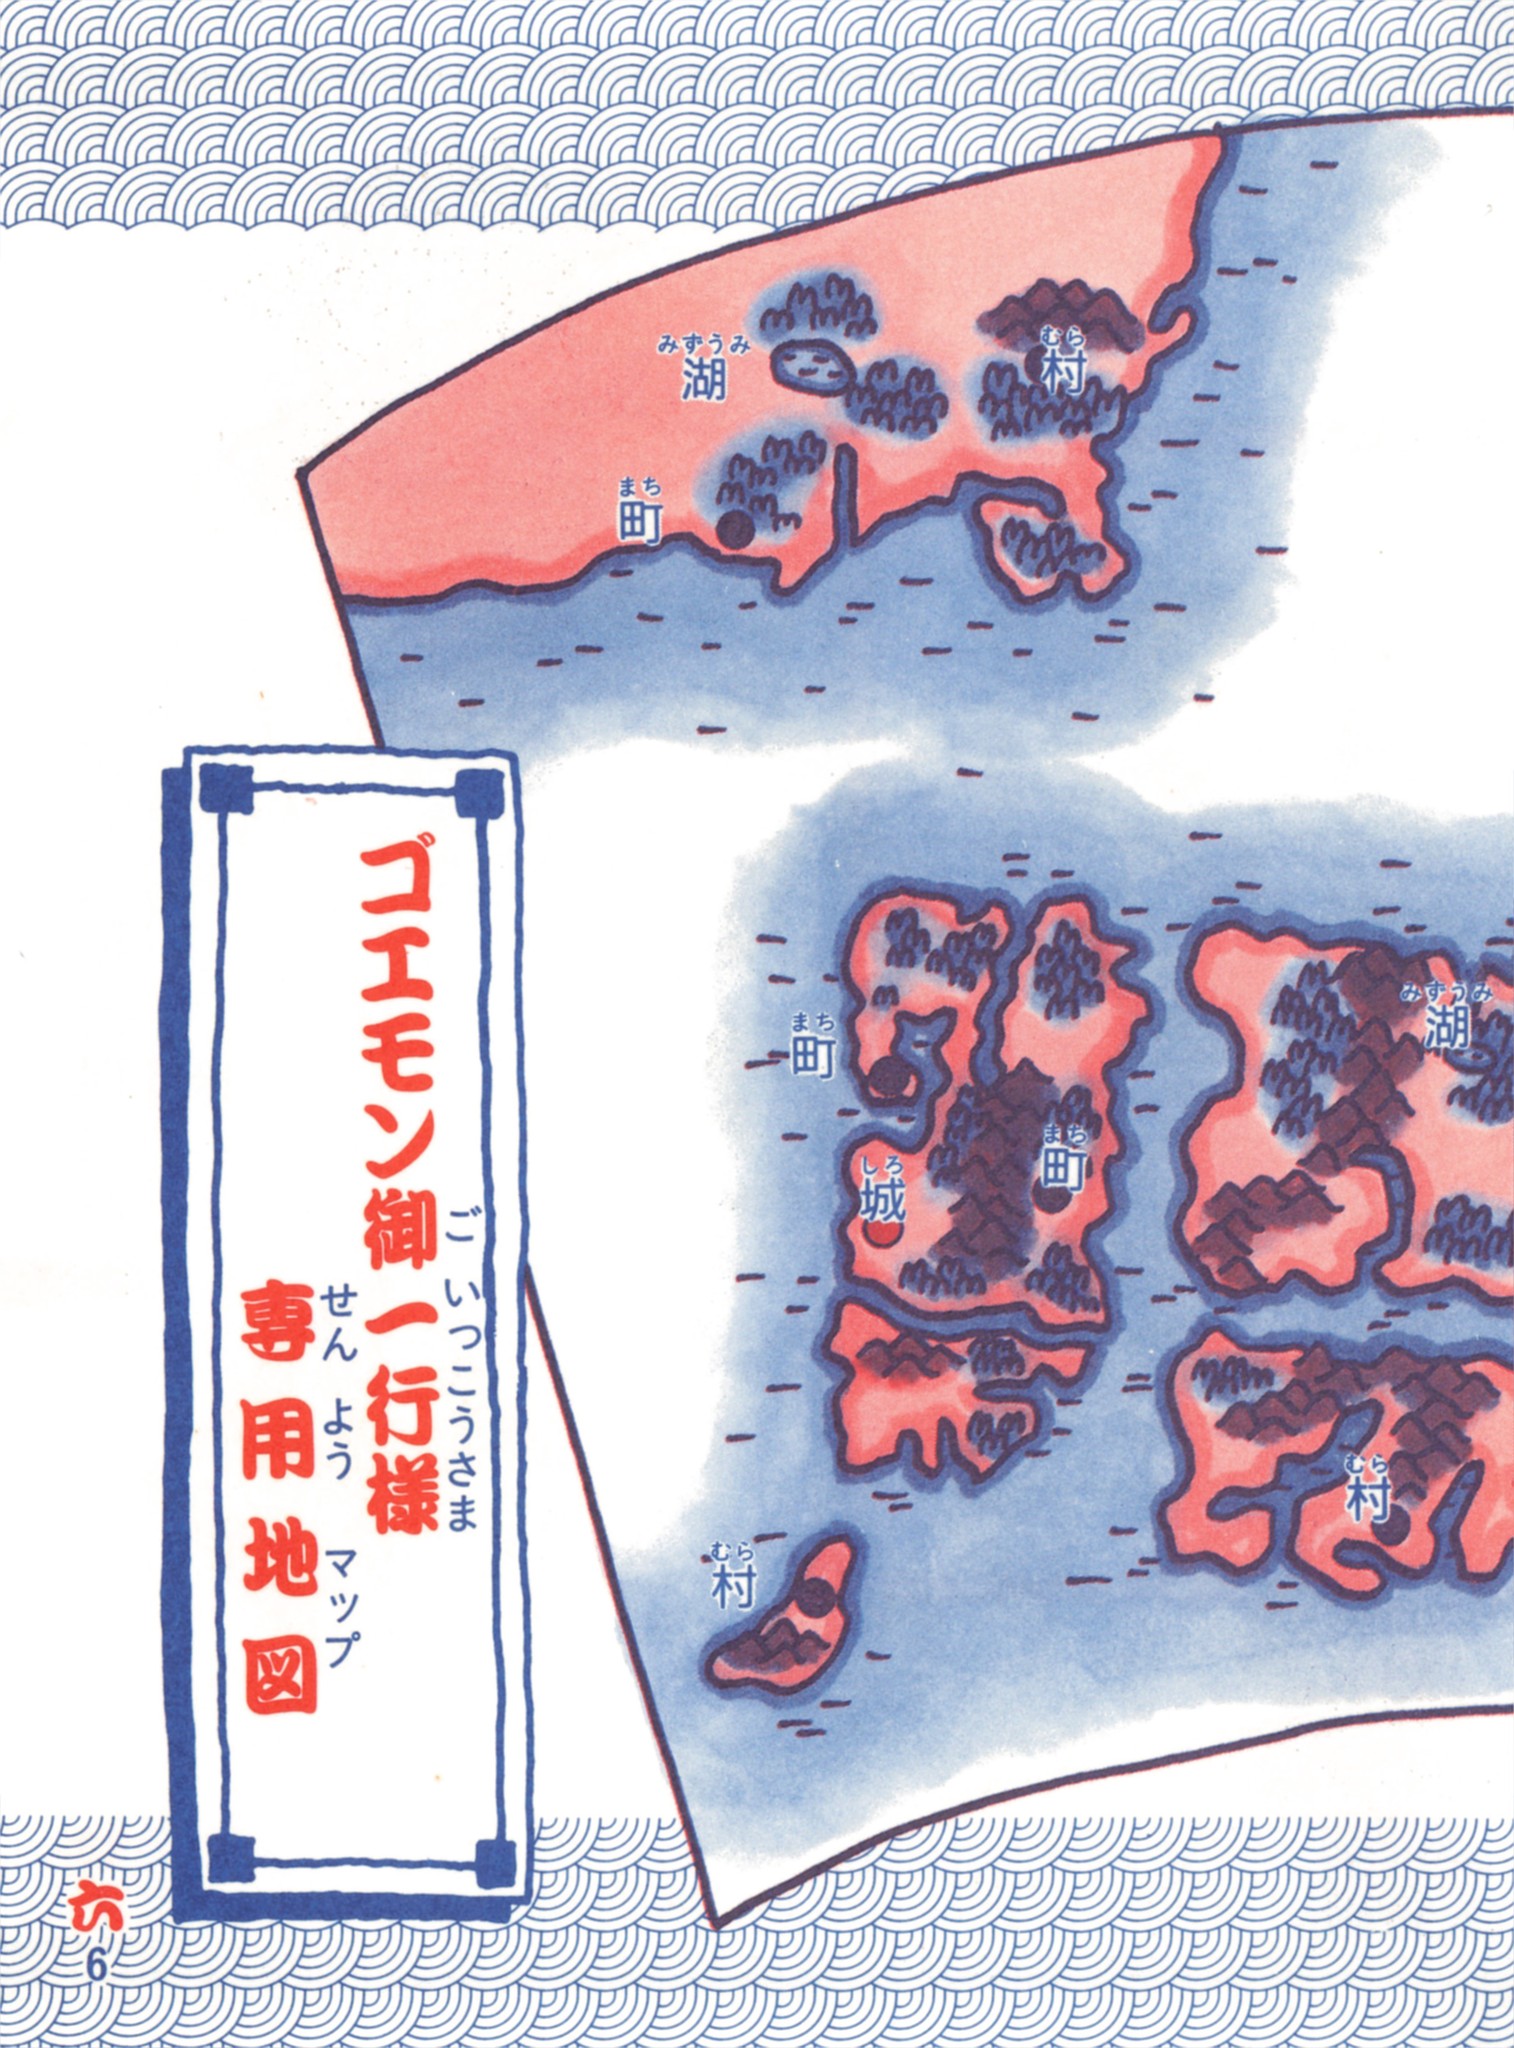 みずうみ
湖
むら
村
まち
町
ゴエモン御一行様
ごいっこうさま
専用地図
せんようマップ
まち
町
みずうみ
湖
まち
町
しろ
城
むら
村
むら
村
六
6